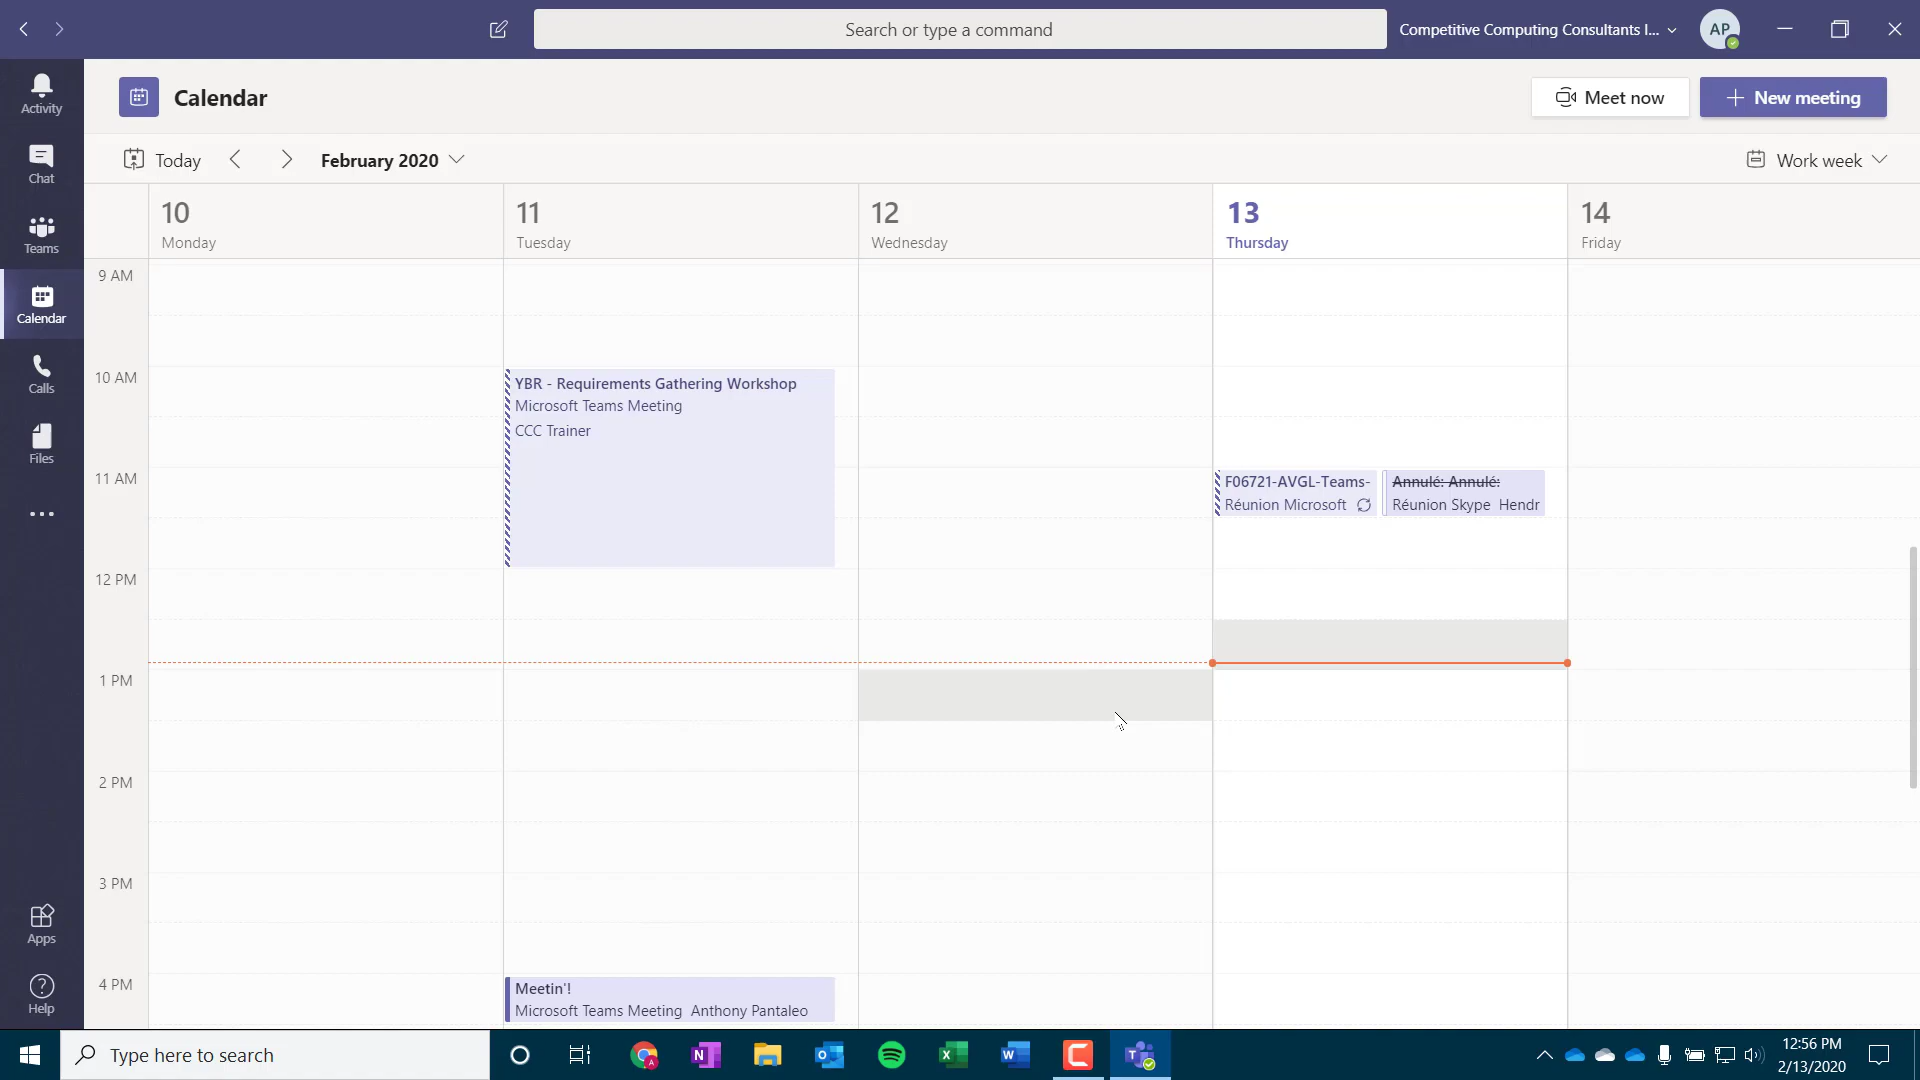 Search or type a command
Competitive Computing Consultants I...
AP
Activity
Chat
Teams
Calendar
Calls
Files
Apps
Help
Calendar
Meet now
New meeting
Today
February 2020
Work week
10
Monday
11
Tuesday
12
Wednesday
13
Thursday
14
Friday
9 AM
10 AM
11 AM
12 PM
1 PM
2 PM
3 PM
4 PM
YBR - Requirements Gathering Workshop
Microsoft Teams Meeting
CCC Trainer
Meetin'!
Microsoft Teams Meeting Anthony Pantaleo
F06721-AVGL-Teams-
Réunion Microsoft
Annulé: Annulé:
Réunion Skype Hendr
Type here to search
12:56 PM
2/13/2020